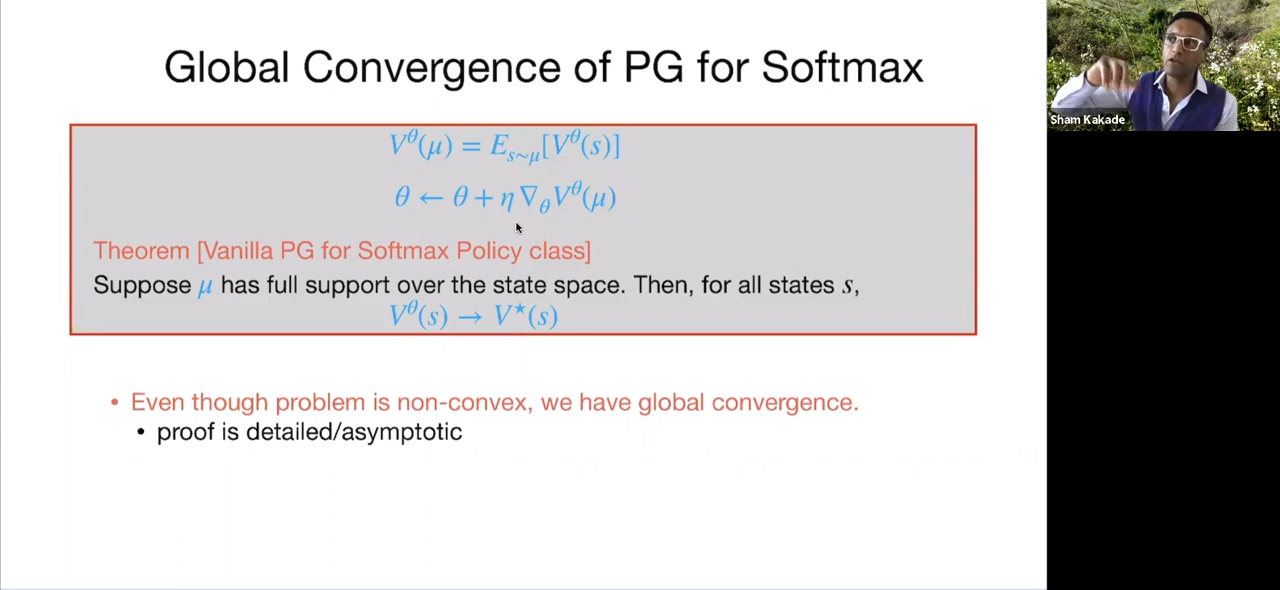 Global Convergence of PG for Softmax
Sham Kakade
V^θ(μ) = E_{s∼μ}[V^θ(s)]
θ ← θ + η ∇_θ V^θ(μ)
Theorem [Vanilla PG for Softmax Policy class]
Suppose μ has full support over the state space. Then, for all states s,
V^θ(s) → V^⋆(s)
• Even though problem is non-convex, we have global convergence.
• proof is detailed/asymptotic